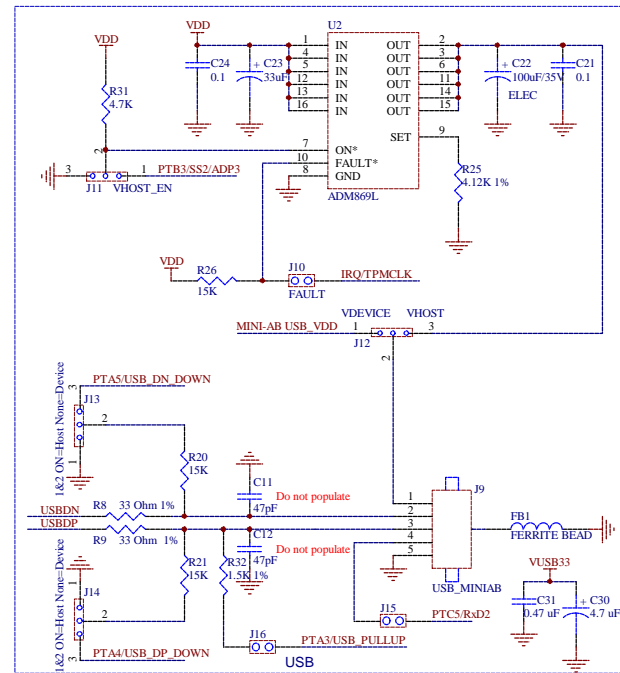 VDD
VDD
U2
R31
4.7K
C24
0.1
C23
33uF
1 IN OUT 2
4 IN OUT 3
5 IN OUT 6
12 IN OUT 11
13 IN OUT 14
16 IN OUT 15
SET 9
7 ON*
10 FAULT*
8 GND
ADM869L
C22
100uF/35V
ELEC
C21
0.1
R25
4.12K 1%
3 2 1
J11
VHOST_EN
PTB3/SS2/ADP3
VDD
R26
15K
J10
FAULT
IRQ/TPMCLK
VDEVICE VHOST
MINI-AB USB_VDD 1 3
J12
2
PTA5/USB_DN_DOWN
1&2 ON=Host None=Device
3
J13
2
1
R20
15K
C11
47pF
Do not populate
USBDN
R8 33 Ohm 1%
USBDP
R9 33 Ohm 1%
C12
47pF
Do not populate
R21
15K
R32
1.5K 1%
1
2
3
4
5
J9
USB_MINIAB
FB1
FERRITE BEAD
1&2 ON=Host None=Device
1
J14
2
3
PTA4/USB_DP_DOWN
J16
PTA3/USB_PULLUP
J15
PTC5/RxD2
VUSB33
C31
0.47 uF
C30
4.7 uF
USB